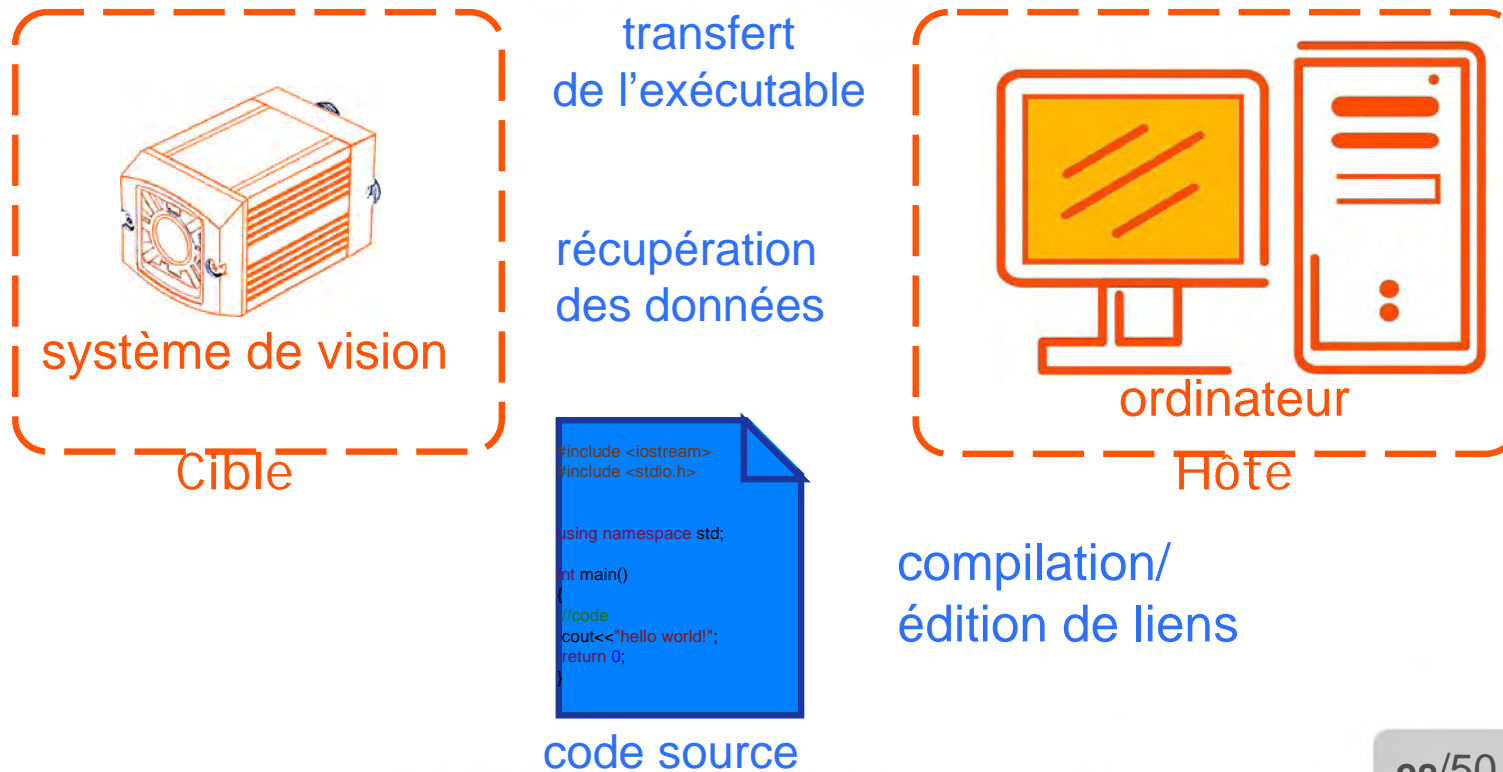 transfert
de l’exécutable
récupération
des données
système de vision
Cible
ordinateur
Hôte
#include <iostream>
#include <stdio.h>
using namespace std;
int main()
{
//code
cout<<"hello world!";
return 0;
}
code source
compilation/
édition de liens
/50